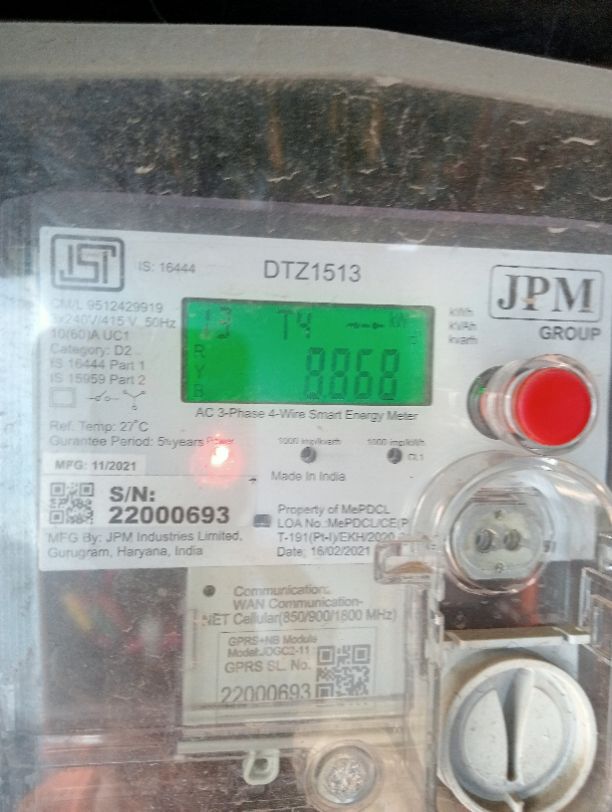 ISI
IS: 16444
DTZ1513
JPM
GROUP
CM/L 9512429919
3x240V/415 V 50Hz
10(60)A UC1
Category: D2
IS 16444 Part 1
IS 15959 Part 2
13 T4 kW
R
Y
B
8.868
kWh
kVAh
kvarh
AC 3-Phase 4-Wire Smart Energy Meter
Ref. Temp: 27°C
Gurantee Period: 5½years
Power
1000 imp/kvarh
1000 imp/kWh
CL1
MFG: 11/2021
Made In India
S/N:
22000693
MFG By: JPM Industries Limited,
Gurugram, Haryana, India
Property of MePDCL
LOA No.:MePDCL/CE(P
T-191(Pt-I)/EKH/2020
Date; 16/02/2021
Communication:
WAN Communication-
NET Cellular(850/900/1800 MHz)
GPRS+NB Module
Model:JDGC2-11
GPRS SL. No.
22000693